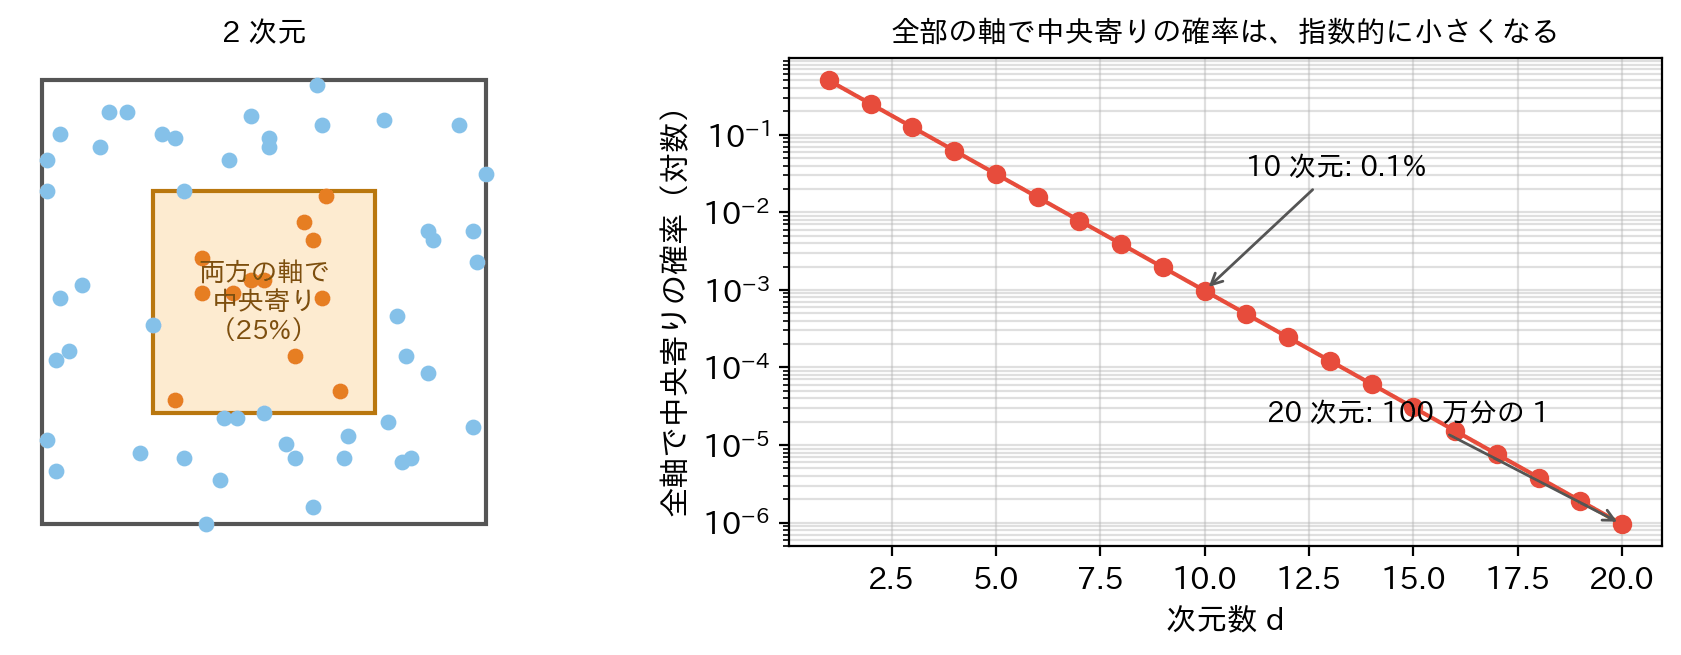 2 次元
両方の軸で
中央寄り
（25%）
全部の軸で中央寄りの確率は、指数的に小さくなる
全軸で中央寄りの確率（対数）
10⁻¹
10⁻²
10⁻³
10⁻⁴
10⁻⁵
10⁻⁶
10 次元: 0.1%
20 次元: 100 万分の 1
2.5 5.0 7.5 10.0 12.5 15.0 17.5 20.0
次元数 d